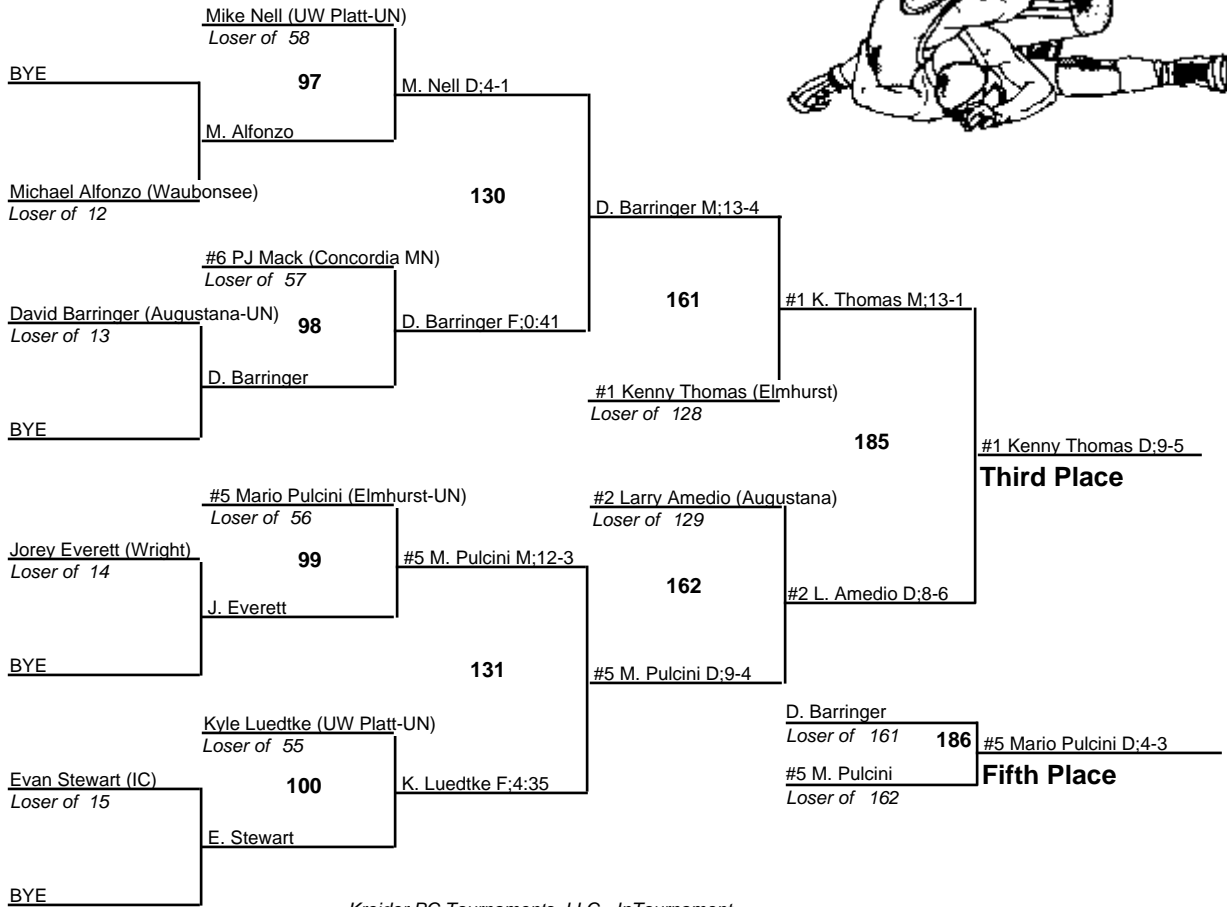 Mike Nell (UW Platt-UN)
Loser of 58
BYE
97
M. Nell D;4-1
M. Alfonzo
Michael Alfonzo (Waubonsee)
Loser of 12
130
D. Barringer M;13-4
#6 PJ Mack (Concordia MN)
Loser of 57
David Barringer (Augustana-UN)
Loser of 13
98
D. Barringer F;0:41
D. Barringer
BYE
161
#1 K. Thomas M;13-1
#1 Kenny Thomas (Elmhurst)
Loser of 128
185
#1 Kenny Thomas D;9-5
Third Place
#5 Mario Pulcini (Elmhurst-UN)
Loser of 56
Jorey Everett (Wright)
Loser of 14
99
#5 M. Pulcini M;12-3
J. Everett
BYE
#2 Larry Amedio (Augustana)
Loser of 129
162
#2 L. Amedio D;8-6
131
#5 M. Pulcini D;9-4
Kyle Luedtke (UW Platt-UN)
Loser of 55
Evan Stewart (IC)
Loser of 15
100
K. Luedtke F;4:35
E. Stewart
BYE
D. Barringer
Loser of 161
186
#5 Mario Pulcini D;4-3
#5 M. Pulcini
Loser of 162
Fifth Place